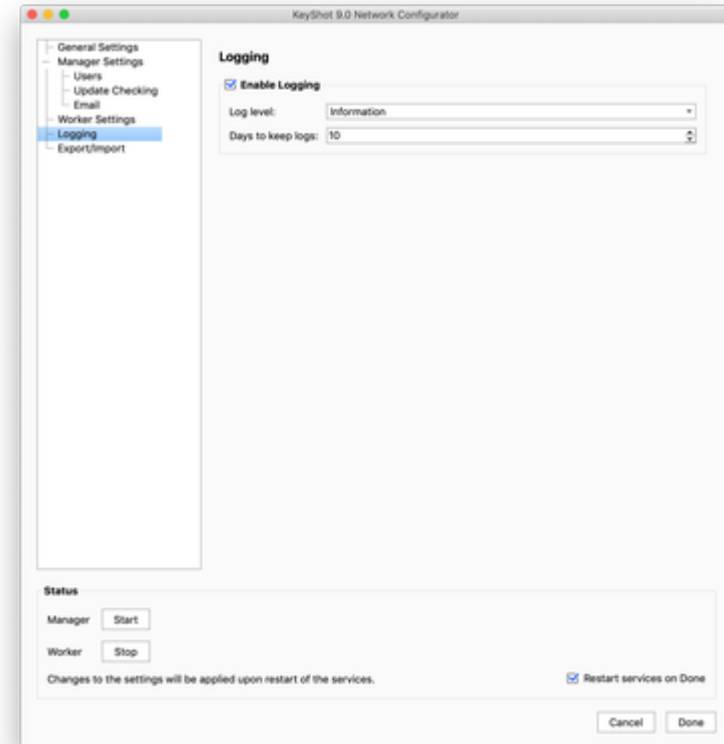 KeyShot 9.0 Network Configurator
General Settings
Manager Settings
Users
Update Checking
Email
Worker Settings
Logging
Export/Import
Logging
Enable Logging
Log level: Information
Days to keep logs: 10
Status
Manager Start
Worker Stop
Changes to the settings will be applied upon restart of the services. Restart services on Done
Cancel Done